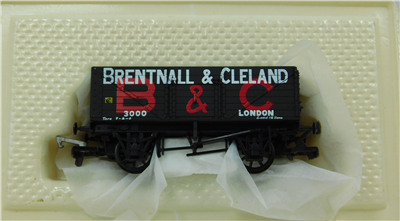 BRENTNALL & CLELAND
B & C
3000 LONDON